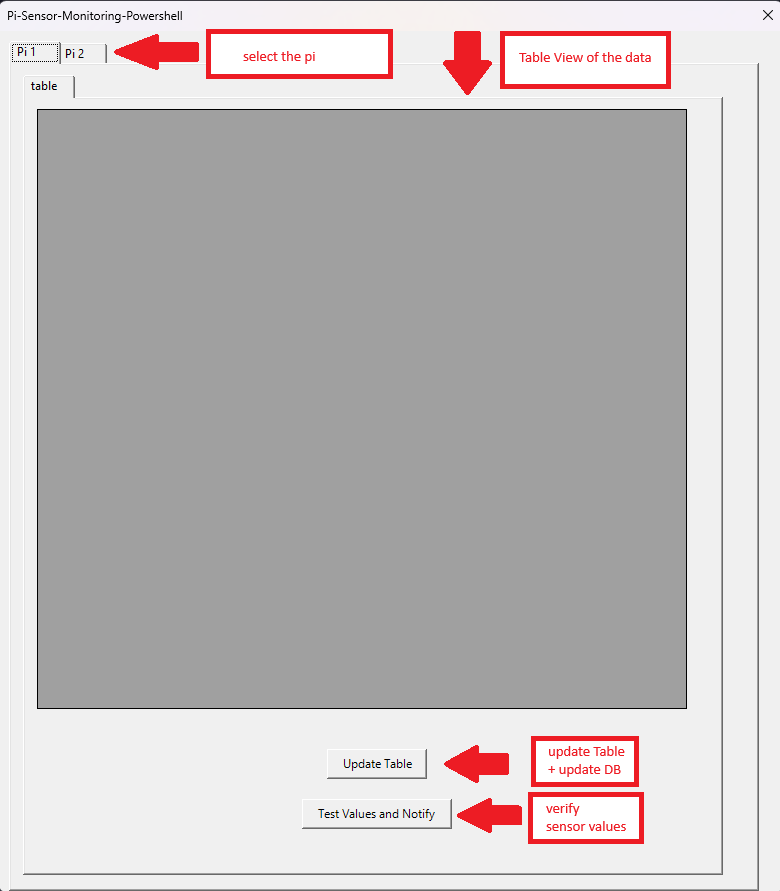 Pi-Sensor-Monitoring-Powershell
Pi 1
Pi 2
select the pi
Table View of the data
table
Update Table
update Table
+ update DB
Test Values and Notify
verify
sensor values